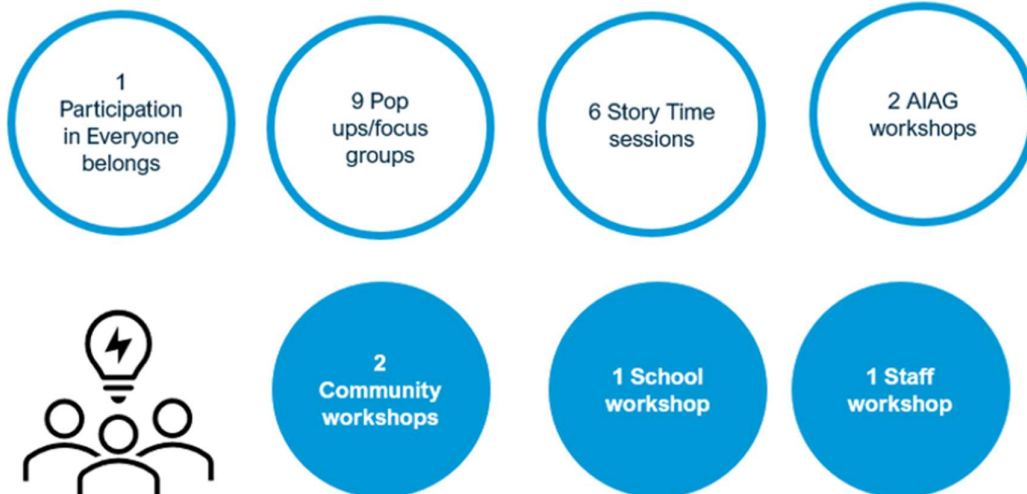 1
Participation
in Everyone
belongs
9 Pop
ups/focus
groups
6 Story Time
sessions
2 AIAG
workshops
2
Community
workshops
1 School
workshop
1 Staff
workshop